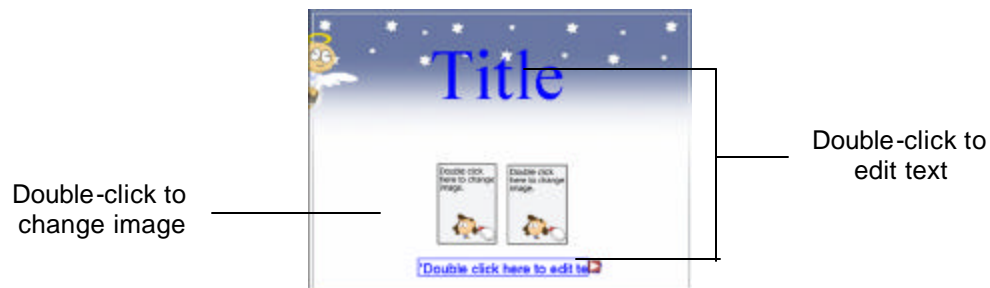 Title
Double-click to
edit text
Double click
here to change
image.
Double click
here to change
image.
Double-click to
change image
*Double click here to edit te